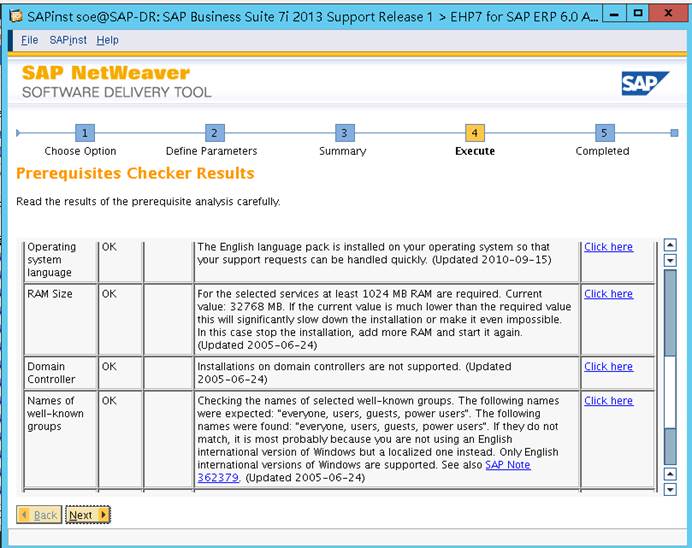 SAPinst soe@SAP-DR: SAP Business Suite 7i 2013 Support Release 1 > EHP7 for SAP ERP 6.0 A...
File SAPinst Help
SAP NetWeaver
SOFTWARE DELIVERY TOOL
SAP
1 2 3 4 5
Choose Option Define Parameters Summary Execute Completed
Prerequisites Checker Results
Read the results of the prerequisite analysis carefully.
Operating system language
OK
The English language pack is installed on your operating system so that
your support requests can be handled quickly. (Updated 2010-09-15)
Click here
RAM Size
OK
For the selected services at least 1024 MB RAM are required. Current
value: 32768 MB. If the current value is much lower than the required value
this will significantly slow down the installation or make it even impossible.
In this case stop the installation, add more RAM and start it again.
(Updated 2005-06-24)
Click here
Domain
Controller
OK
Installations on domain controllers are not supported. (Updated
2005-06-24)
Click here
Names of
well-known
groups
OK
Checking the names of selected well-known groups. The following names
were expected: "everyone, users, guests, power users". The following
names were found: "everyone, users, guests, power users". If they do not
match, it is most probably because you are not using an English
international version of Windows but a localized one instead. Only English
international versions of Windows are supported. See also SAP Note
362379. (Updated 2005-06-24)
Click here
Back Next